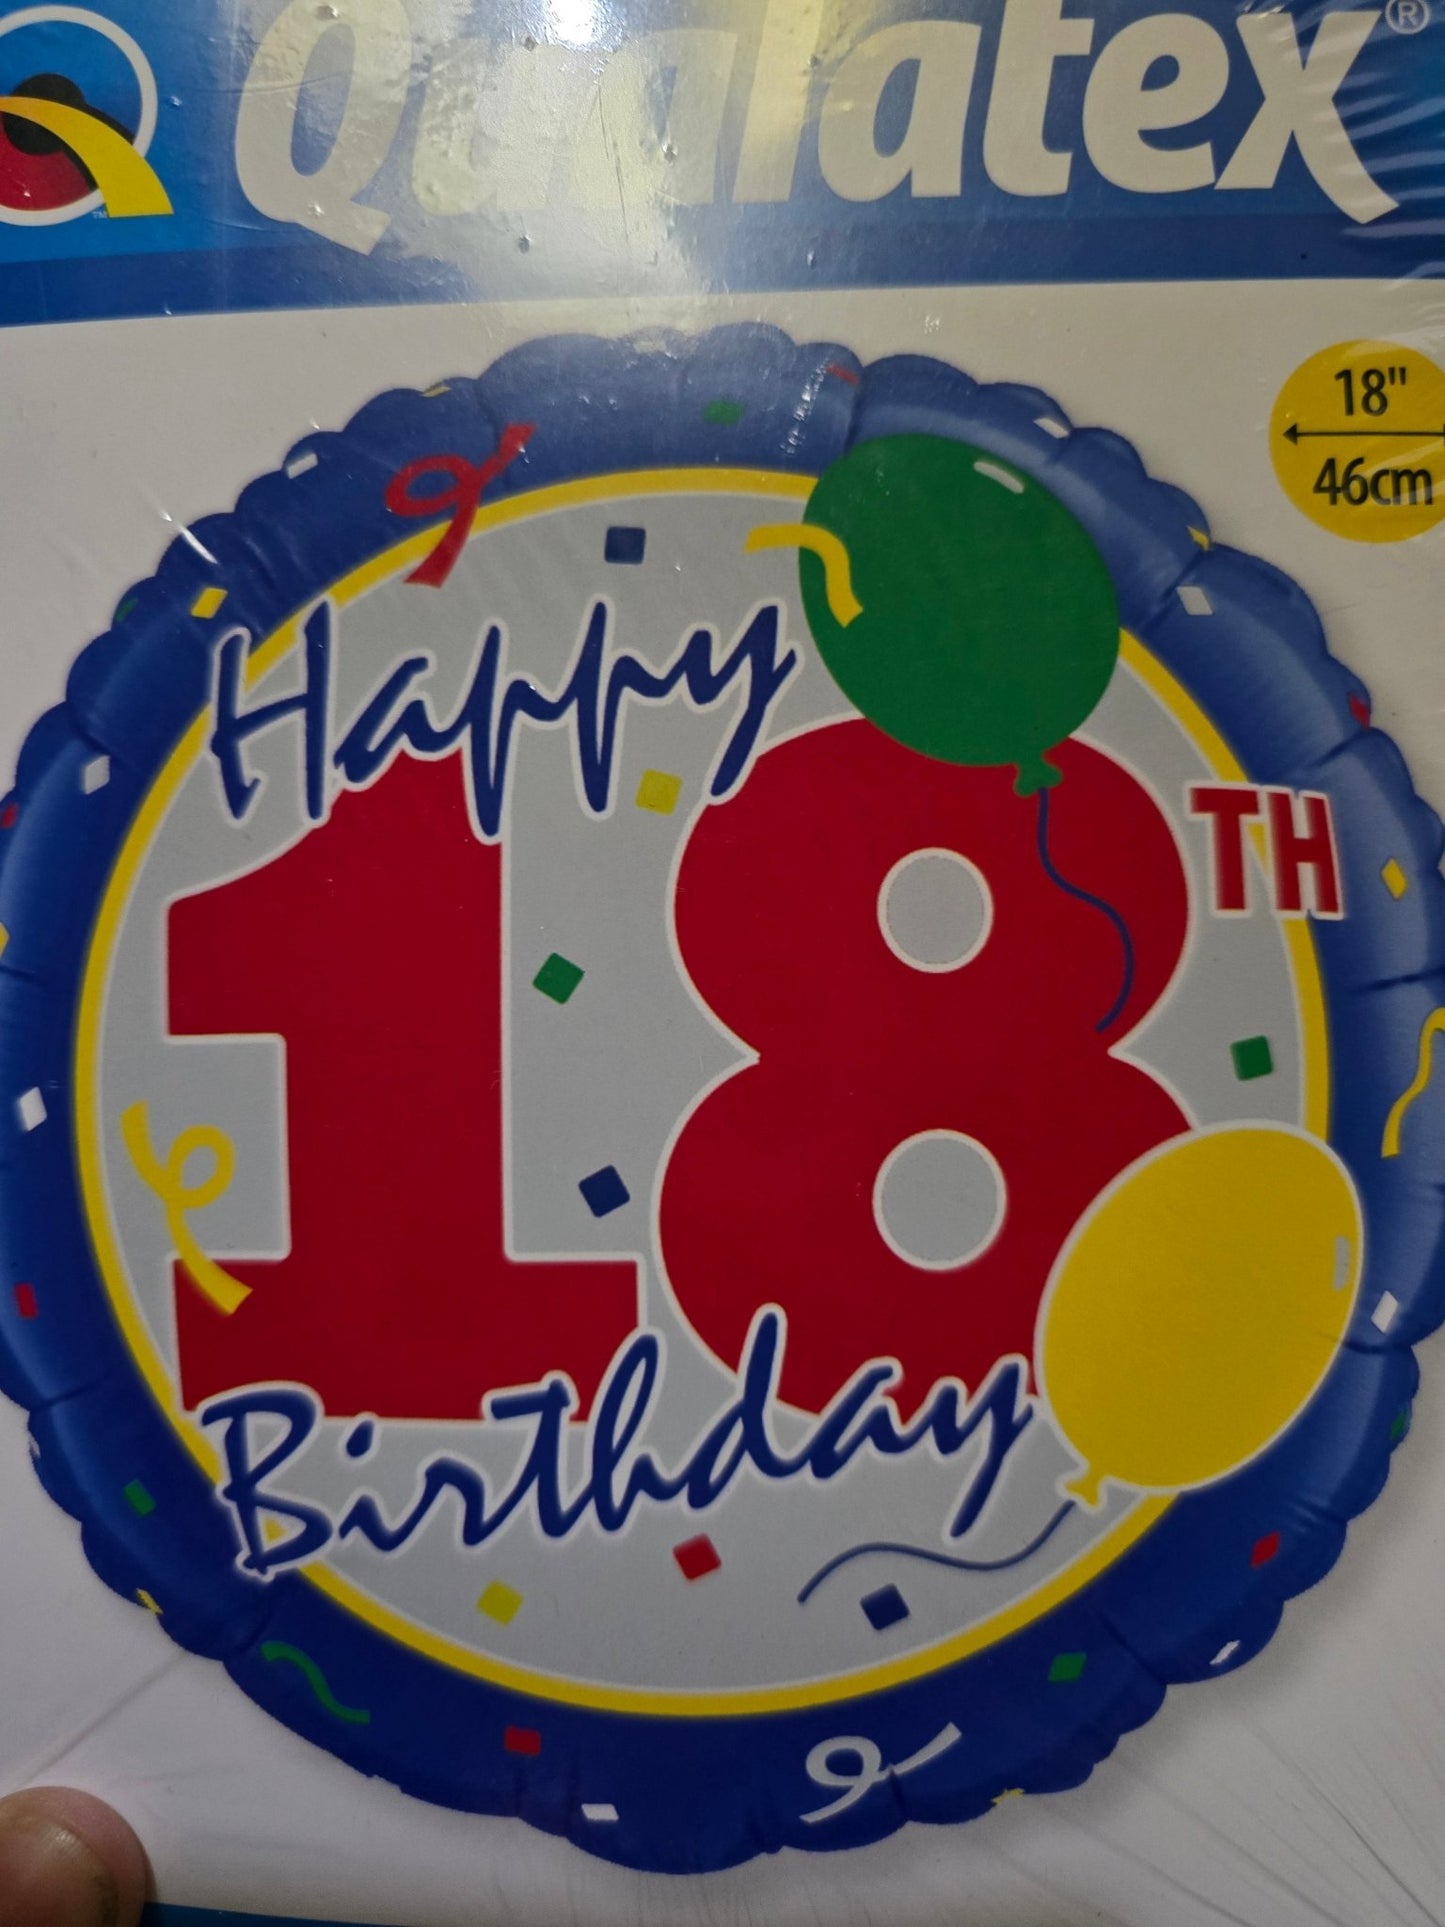 Qualatex®
18"
46cm
Happy
18TH
Birthday